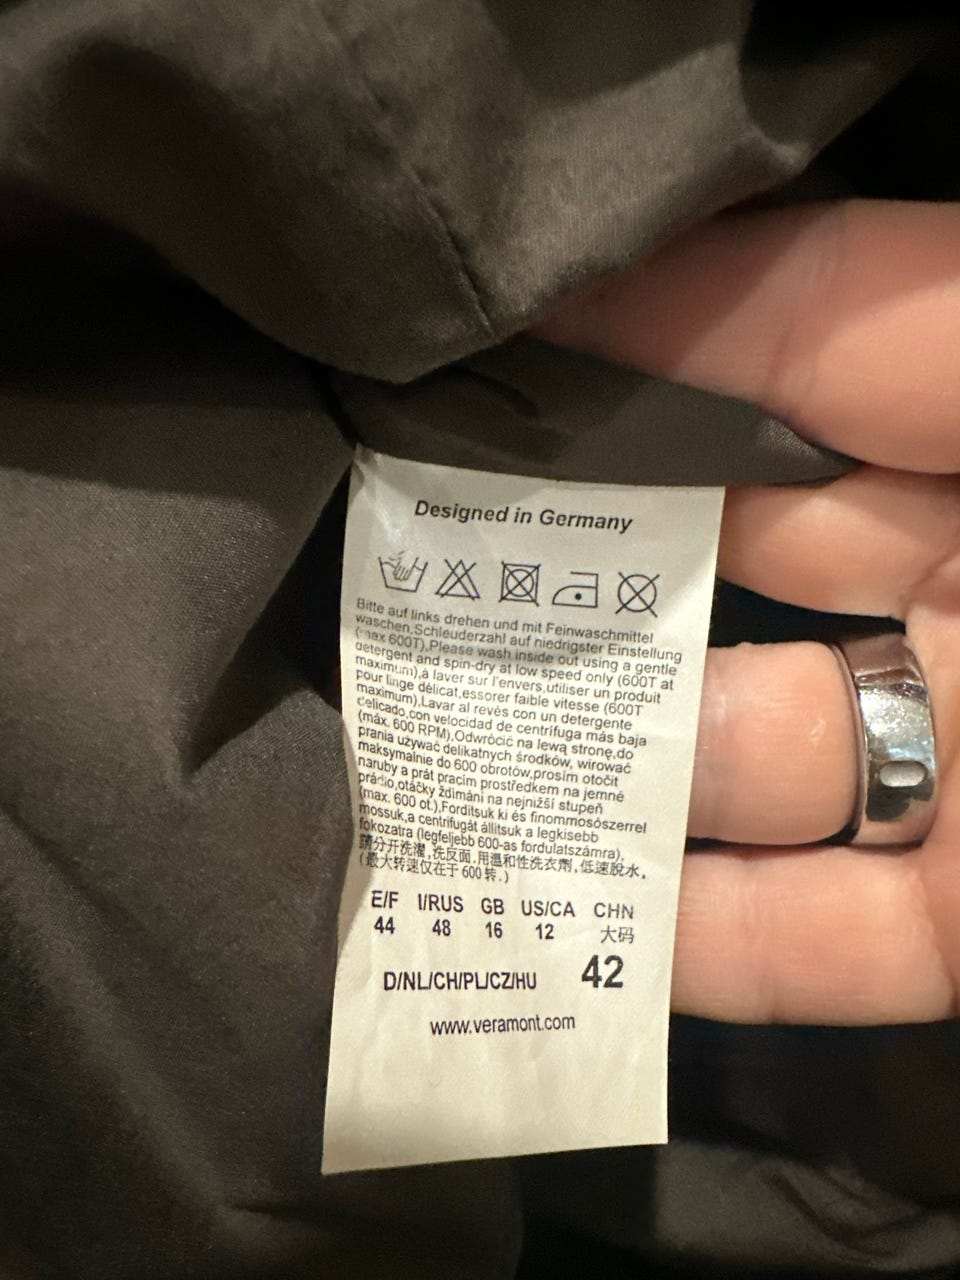 Designed in Germany
Bitte auf links drehen und mit Feinwaschmittel
waschen,Schleuderzahl auf niedrigster Einstellung
(max 600T),Please wash inside out using a gentle
detergent and spin-dry at low speed only (600T at
maximum),à laver sur l'envers,utiliser un produit
pour linge délicat,essorer faible vitesse (600T
maximum),Lavar al revés con un detergente
delicado,con velocidad de centrífuga más baja
(máx. 600 RPM),Odwrócić na lewą stronę,do
prania używać delikatnych środków, wirować
maksymalnie do 600 obrotów,prosím otočit
naruby a prát pracím prostředkem na jemné
prádlo,otáčky ždímání na nejnižší stupeň
(max. 600 ot.),Fordítsuk ki és finommosószerrel
mossuk,a centrifugát állítsuk a legkisebb
fokozatra (legfeljebb 600-as fordulatszámra),
請分开洗濯,洗反面,用温和性洗衣劑,低速脫水,
(最大转速仅在于600转.)
E/F I/RUS GB US/CA CHN
44 48 16 12 大码
D/NL/CH/PL/CZ/HU 42
www.veramont.com